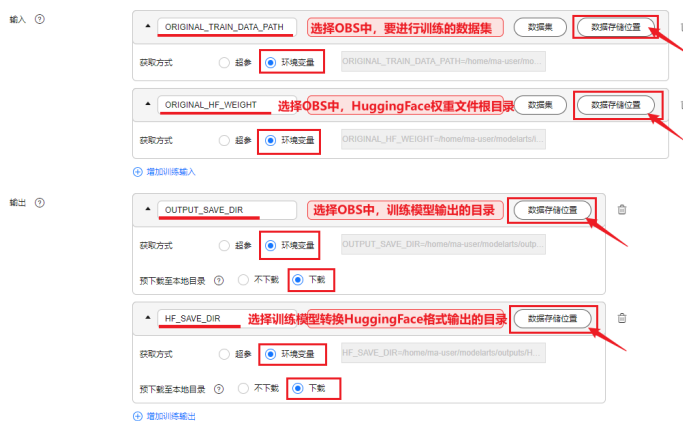 输入 ?
ORIGINAL_TRAIN_DATA_PATH 选择OBS中，要进行训练的数据集 数据集 数据存储位置
获取方式 超参 环境变量 ORIGINAL_TRAIN_DATA_PATH=/home/ma-user/mo...
ORIGINAL_HF_WEIGHT 选择OBS中，HuggingFace权重文件根目录 数据集 数据存储位置
获取方式 超参 环境变量 ORIGINAL_HF_WEIGHT=/home/ma-user/modelarts/i...
增加训练输入
输出 ?
OUTPUT_SAVE_DIR 选择OBS中，训练模型输出的目录 数据存储位置
获取方式 超参 环境变量 OUTPUT_SAVE_DIR=/home/ma-user/modelarts/outp...
预下载至本地目录 ? 不下载 下载
HF_SAVE_DIR 选择训练模型转换HuggingFace格式输出的目录 数据存储位置
获取方式 超参 环境变量 HF_SAVE_DIR=/home/ma-user/modelarts/outputs/H...
预下载至本地目录 ? 不下载 下载
增加训练输出